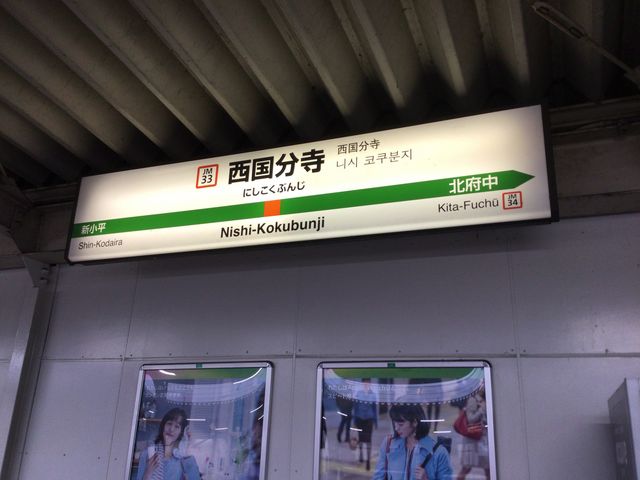 JM
33
西国分寺
西国分寺
니시 코쿠분지
にしこくぶんじ
新小平
北府中
Shin-Kodaira
Nishi-Kokubunji
Kita-Fuchū
JM
34